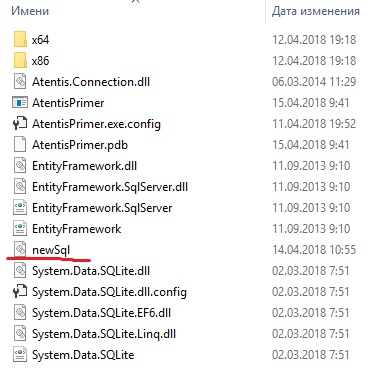 Имени Дата изменения
x64 12.04.2018 19:18
x86 12.04.2018 19:18
Atentis.Connection.dll 06.03.2014 11:29
AtentisPrimer 15.04.2018 9:41
AtentisPrimer.exe.config 11.04.2018 19:52
AtentisPrimer.pdb 15.04.2018 9:41
EntityFramework.dll 11.09.2013 9:10
EntityFramework.SqlServer.dll 11.09.2013 9:10
EntityFramework.SqlServer 11.09.2013 9:10
EntityFramework 11.09.2013 9:10
newSql 14.04.2018 10:55
System.Data.SQLite.dll 02.03.2018 7:51
System.Data.SQLite.dll.config 02.03.2018 7:51
System.Data.SQLite.EF6.dll 02.03.2018 7:51
System.Data.SQLite.Linq.dll 02.03.2018 7:51
System.Data.SQLite 02.03.2018 7:51